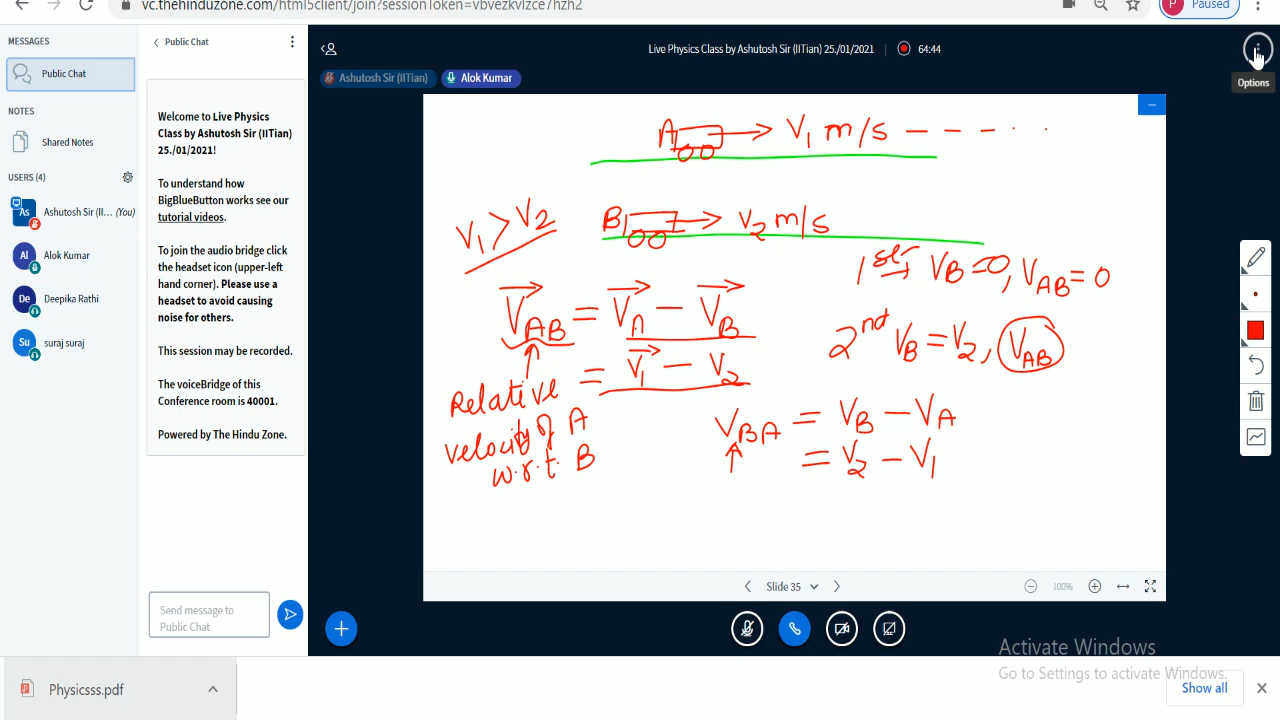 vc.thehinduzone.com/html5client/join?sessionToken=vbvezkvlzce7hzh2
P Paused
MESSAGES
Public Chat
NOTES
Shared Notes
USERS (4)
As Ashutosh Sir (II... (You)
Al Alok Kumar
De Deepika Rathi
Su suraj suraj
Public Chat
Welcome to Live Physics
Class by Ashutosh Sir (IITian)
25./01/2021!
To understand how
BigBlueButton works see our
tutorial videos.
To join the audio bridge click
the headset icon (upper-left
hand corner). Please use a
headset to avoid causing
noise for others.
This session may be recorded.
The voiceBridge of this
Conference room is 40001.
Powered by The Hindu Zone.
Send message to
Public Chat
Live Physics Class by Ashutosh Sir (IITian) 25./01/2021 64:44
Options
Ashutosh Sir (IITian) Alok Kumar
A → V₁ m/s – – – · ·
V₁ > V₂
B → V₂ m/s
1st → VB = 0, VAB = 0
V⃗AB = V⃗A – V⃗B
2nd VB = V₂, VAB
= V⃗₁ – V₂
Relative
velocity of A
w.r.t. B
VBA = VB – VA
= V₂ – V₁
Slide 35
100%
Activate Windows
Go to Settings to activate Windows.
Physicsss.pdf
Show all